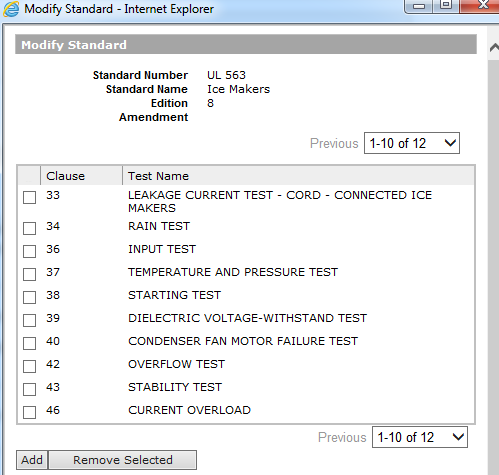 Modify Standard - Internet Explorer
Modify Standard
Standard Number UL 563
Standard Name Ice Makers
Edition 8
Amendment
Previous 1-10 of 12
Clause Test Name
33 LEAKAGE CURRENT TEST - CORD - CONNECTED ICE
MAKERS
34 RAIN TEST
36 INPUT TEST
37 TEMPERATURE AND PRESSURE TEST
38 STARTING TEST
39 DIELECTRIC VOLTAGE-WITHSTAND TEST
40 CONDENSER FAN MOTOR FAILURE TEST
42 OVERFLOW TEST
43 STABILITY TEST
46 CURRENT OVERLOAD
Previous 1-10 of 12
Add Remove Selected